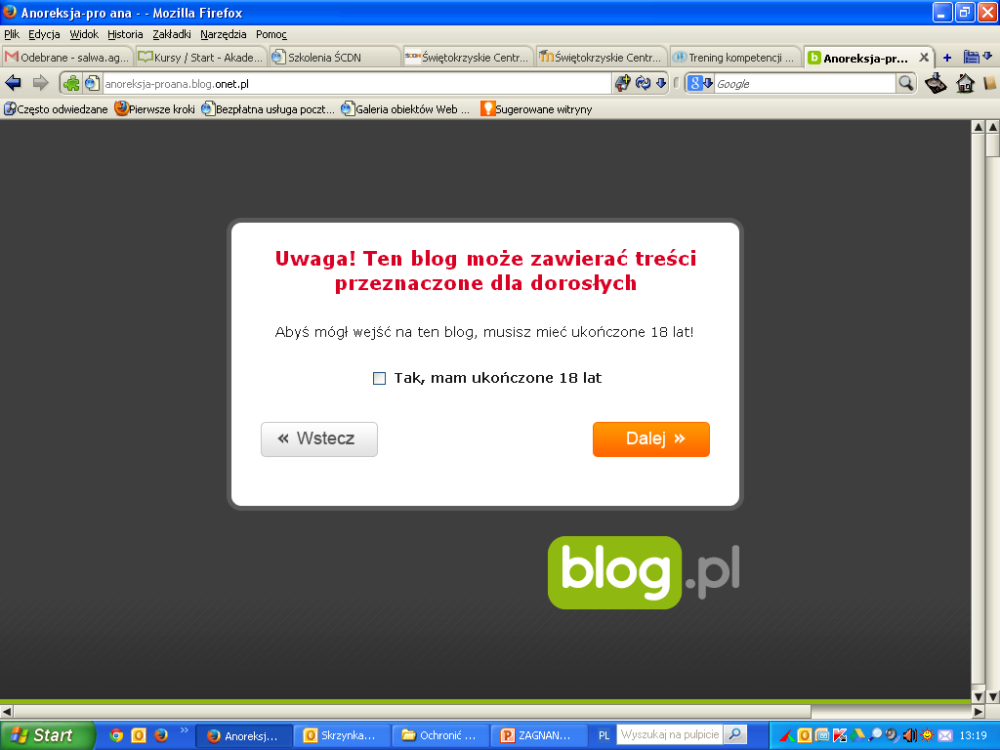 Anoreksja-pro ana - - Mozilla Firefox
Plik Edycja Widok Historia Zakładki Narzędzia Pomoc
Odebrane - salwa.ag... Kursy / Start - Akade... Szkolenia ŚCDN Świętokrzyskie Centr... Świętokrzyskie Centr... Trening kompetencji ... Anoreksja-pr...
anoreksja-proana.blog.onet.pl Google
Często odwiedzane Pierwsze kroki Bezpłatna usługa poczt... Galeria obiektów Web ... Sugerowane witryny
Uwaga! Ten blog może zawierać treści
przeznaczone dla dorosłych
Abyś mógł wejść na ten blog, musisz mieć ukończone 18 lat!
Tak, mam ukończone 18 lat
« Wstecz Dalej »
blog.pl
Start Anoreksj... Skrzynka... Ochronić ... ZAGNAN... PL Wyszukaj na pulpicie 13:19